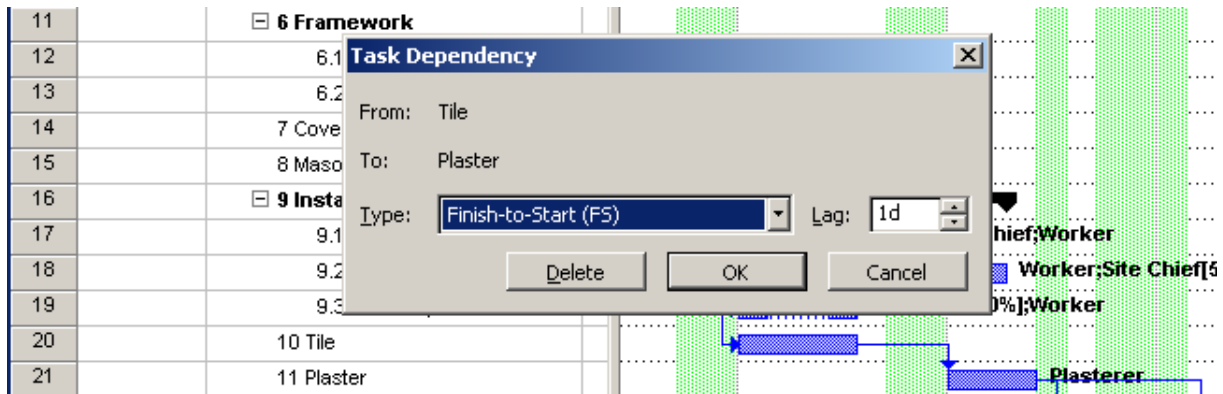 11 6 Framework
12 6.1
Task Dependency
13 6.2
From: Tile
14 7 Cove
15 8 Maso
To: Plaster
16 9 Insta
Type: Finish-to-Start (FS) Lag: 1d
17 9.1 hief;Worker
18 9.2 Worker;Site Chief[5
Delete OK Cancel
19 9.3 0%];Worker
20 10 Tile
21 11 Plaster Plasterer